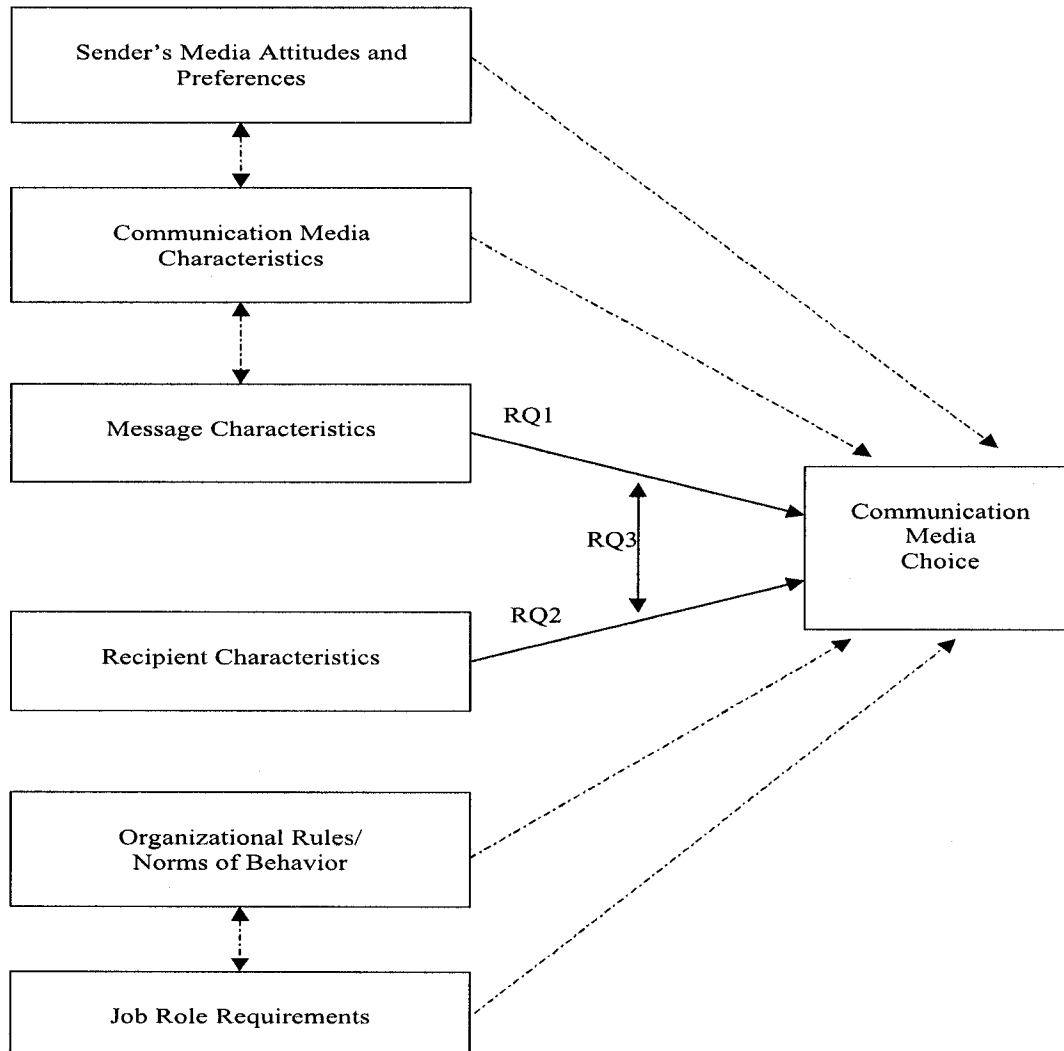 Sender's Media Attitudes and
Preferences
Communication Media
Characteristics
Message Characteristics
RQ1
Communication
Media
Choice
RQ3
RQ2
Recipient Characteristics
Organizational Rules/
Norms of Behavior
Job Role Requirements